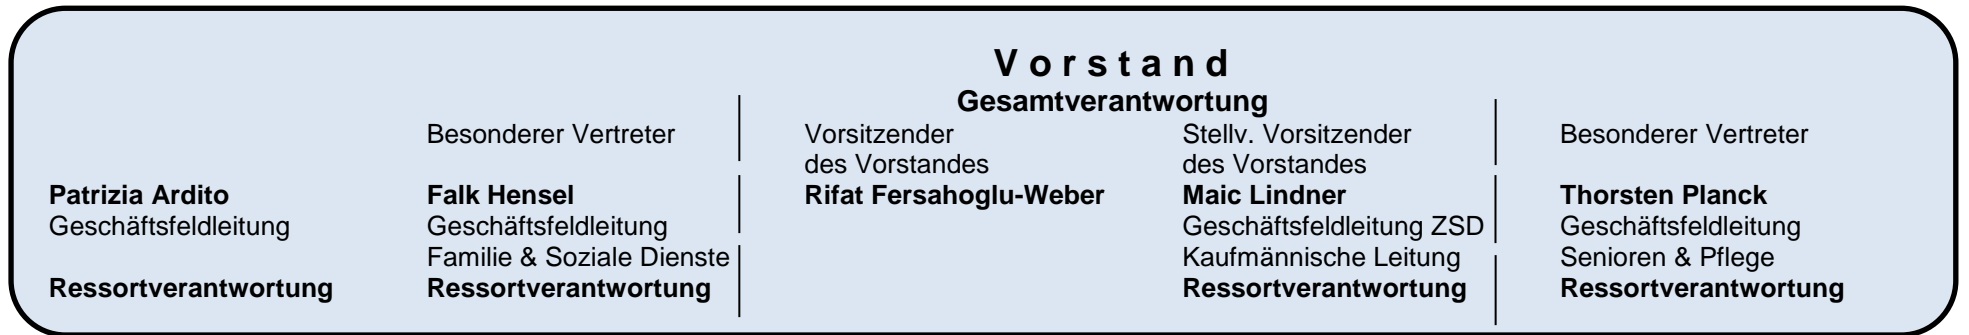 V o r s t a n d
Gesamtverantwortung
Besonderer Vertreter Vorsitzender Stellv. Vorsitzender Besonderer Vertreter
des Vorstandes des Vorstandes
Patrizia Ardito Falk Hensel Rifat Fersahoglu-Weber Maic Lindner Thorsten Planck
Geschäftsfeldleitung Geschäftsfeldleitung Geschäftsfeldleitung ZSD Geschäftsfeldleitung
Familie & Soziale Dienste Kaufmännische Leitung Senioren & Pflege
Ressortverantwortung Ressortverantwortung Ressortverantwortung Ressortverantwortung